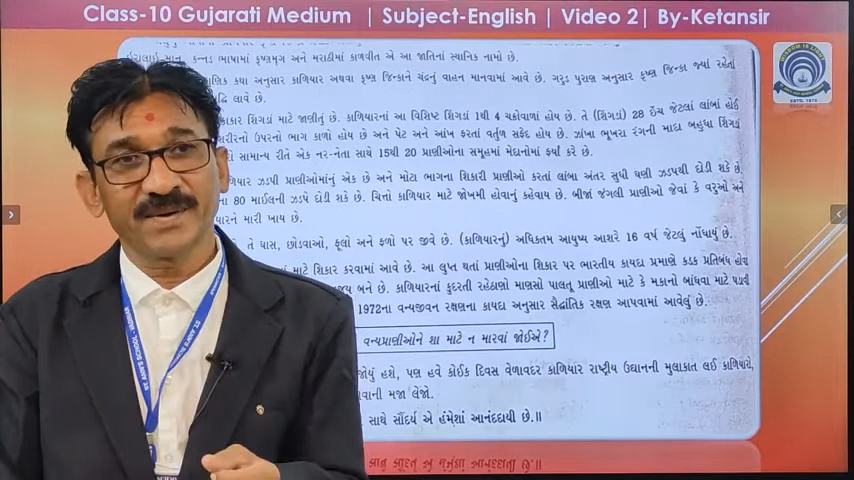 Class-10 Gujarati Medium | Subject-English | Video 2| By-Ketansir
કન્નડ ભાષામાં કૃષ્ણમૃગ અને મરાઠીમાં કાળવીત એ આ જાતિનાં સ્થાનિક નામો છે.
કથા અનુસાર કાળિયાર અથવા કૃષ્ણ જિન્કાને ચંદ્રનું વાહન માનવામાં આવે છે. ગરુડ પુરાણ અનુસાર કૃષ્ણ જિન્કા જ્યાં રહેતાં
લાવે છે.
શિંગડાં માટે જાણીતું છે. કાળિયારનાં આ વિશિષ્ટ શિંગડાં 1થી 4 ચક્રોવાળાં હોય છે. તે (શિંગડાં) 28 ઇંચ જેટલાં લાંબાં હોઈ
ઉપરનો ભાગ કાળો હોય છે અને પેટ અને આંખ ફરતાં વર્તુળ સફેદ હોય છે. ઝાંખા ભૂખરા રંગની માદા બહુધા શિંગડાં
સામાન્ય રીતે એક નર-નેતા સાથે 15થી 20 પ્રાણીઓના સમૂહમાં મેદાનોમાં ફર્યા કરે છે.
ઝડપી પ્રાણીઓમાંનું એક છે અને મોટા ભાગના શિકારી પ્રાણીઓ કરતાં લાંબા અંતર સુધી ઘણી ઝડપથી દોડી શકે છે.
80 માઈલની ઝડપે દોડી શકે છે. ચિત્તો કાળિયાર માટે જોખમી હોવાનું કહેવાય છે. બીજાં જંગલી પ્રાણીઓ જેવાં કે વરુઓ અને
મારી ખાય છે.
તે ઘાસ, છોડવાઓ, ફૂલો અને ફળો પર જીવે છે. (કાળિયારનું) અધિકતમ આયુષ્ય આશરે 16 વર્ષ જેટલું નોંધાયું છે.
માટે શિકાર કરવામાં આવે છે. આ લુપ્ત થતાં પ્રાણીઓના શિકાર પર ભારતીય કાયદા પ્રમાણે કડક પ્રતિબંધ હોવા
બને છે. કાળિયારનાં કુદરતી રહેઠાણો માણસો પાલતુ પ્રાણીઓ માટે કે મકાનો બાંધવા માટે પડાવી
1972ના વન્યજીવન રક્ષણના કાયદા અનુસાર સૈદ્ધાંતિક રક્ષણ આપવામાં આવેલું છે.
વન્યપ્રાણીઓને શા માટે ન મારવાં જોઈએ?
જોયું હશે, પણ હવે કોઈક દિવસ વેળાવદર કાળિયાર રાષ્ટ્રીય ઉદ્યાનની મુલાકાત લઈ કાળિયારો,
મજા લેજો.
સાથે સૌંદર્ય એ હંમેશાં આનંદદાયી છે.॥